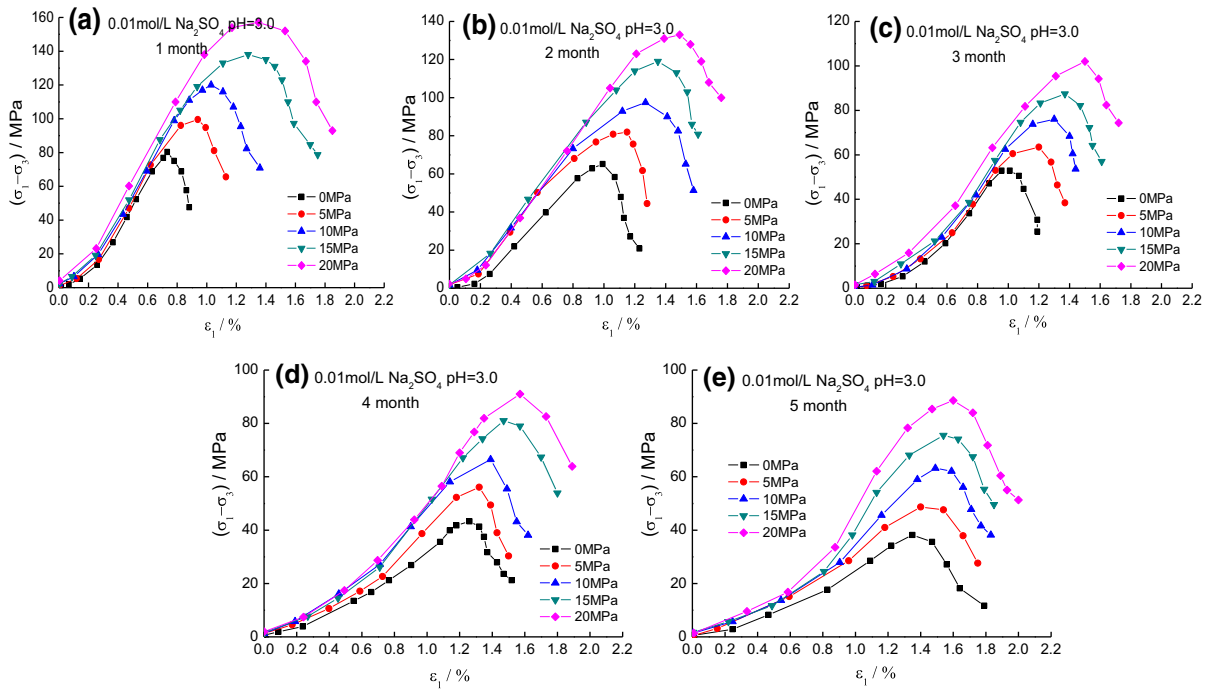 (a)
0.01mol/L Na₂SO₄ pH=3.0
1 month
(σ₁-σ₃) / MPa
160
140
120
100
80
60
40
20
0
0MPa
5MPa
10MPa
15MPa
20MPa
0.0 0.2 0.4 0.6 0.8 1.0 1.2 1.4 1.6 1.8 2.0 2.2
ε₁ / %
(b)
0.01mol/L Na₂SO₄ pH=3.0
2 month
(σ₁-σ₃) / MPa
140
120
100
80
60
40
20
0
0MPa
5MPa
10MPa
15MPa
20MPa
0.0 0.2 0.4 0.6 0.8 1.0 1.2 1.4 1.6 1.8 2.0 2.2
ε₁ / %
(c)
0.01mol/L Na₂SO₄ pH=3.0
3 month
(σ₁-σ₃) / MPa
120
100
80
60
40
20
0
0MPa
5MPa
10MPa
15MPa
20MPa
0.0 0.2 0.4 0.6 0.8 1.0 1.2 1.4 1.6 1.8 2.0 2.2
ε₁ / %
(d)
0.01mol/L Na₂SO₄ pH=3.0
4 month
(σ₁-σ₃) / MPa
100
80
60
40
20
0
0MPa
5MPa
10MPa
15MPa
20MPa
0.0 0.2 0.4 0.6 0.8 1.0 1.2 1.4 1.6 1.8 2.0 2.2
ε₁ / %
(e)
0.01mol/L Na₂SO₄ pH=3.0
5 month
(σ₁-σ₃) / MPa
100
80
60
40
20
0
0MPa
5MPa
10MPa
15MPa
20MPa
0.0 0.2 0.4 0.6 0.8 1.0 1.2 1.4 1.6 1.8 2.0 2.2
ε₁ / %